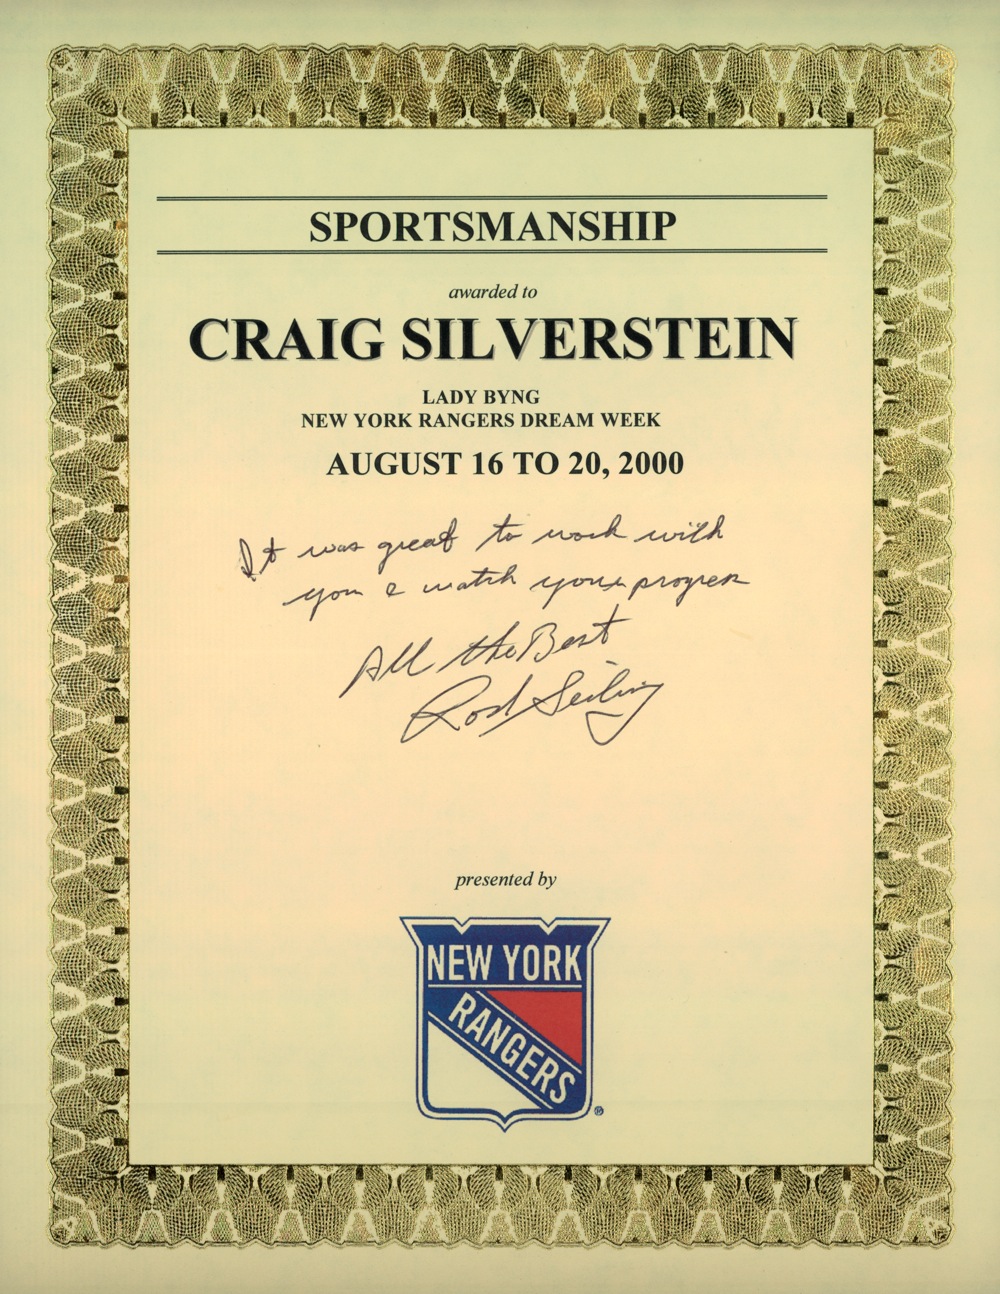 SPORTSMANSHIP
awarded to
CRAIG SILVERSTEIN
LADY BYNG
NEW YORK RANGERS DREAM WEEK
AUGUST 16 TO 20, 2000
It was great to work with
you & watch your progress
All the Best
Rod Seiling
presented by
NEW YORK
RANGERS
®